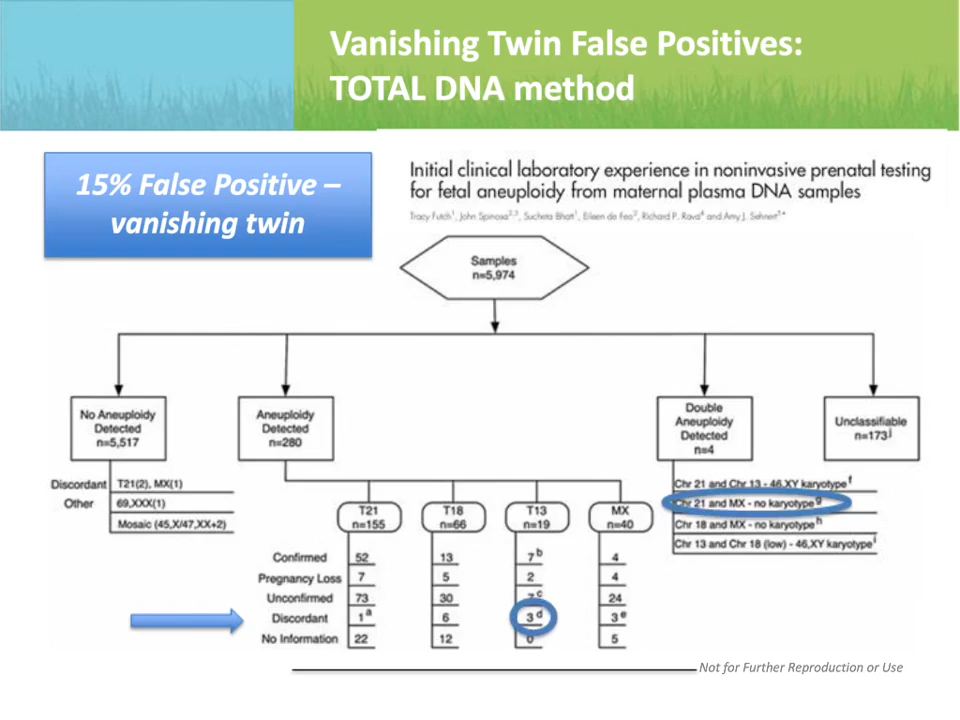 Vanishing Twin False Positives:
TOTAL DNA method
15% False Positive –
vanishing twin
Initial clinical laboratory experience in noninvasive prenatal testing
for fetal aneuploidy from maternal plasma DNA samples
Tracy Futch¹, John Spinosa²,³, Sucheta Bhatt¹, Eileen de Feo², Richard P. Rava⁴ and Amy J. Sehnert¹*
Samples
n=5,974
No Aneuploidy
Detected
n=5,517
Aneuploidy
Detected
n=280
Double
Aneuploidy
Detected
n=4
Unclassifiable
n=173j
Discordant T21(2), MX(1)
Other 69,XXX(1)
Mosaic (45,X/47,XX+2)
Chr 21 and Chr 13 - 46,XY karyotype f
Chr 21 and MX - no karyotype g
Chr 18 and MX - no karyotype h
Chr 13 and Chr 18 (low) - 46,XY karyotype i
T21
n=155
T18
n=66
T13
n=19
MX
n=40
Confirmed 52 13 7b 4
Pregnancy Loss 7 5 2 4
Unconfirmed 73 30 7c 24
Discordant 1a 6 3d 3e
No Information 22 12 0 5
Not for Further Reproduction or Use